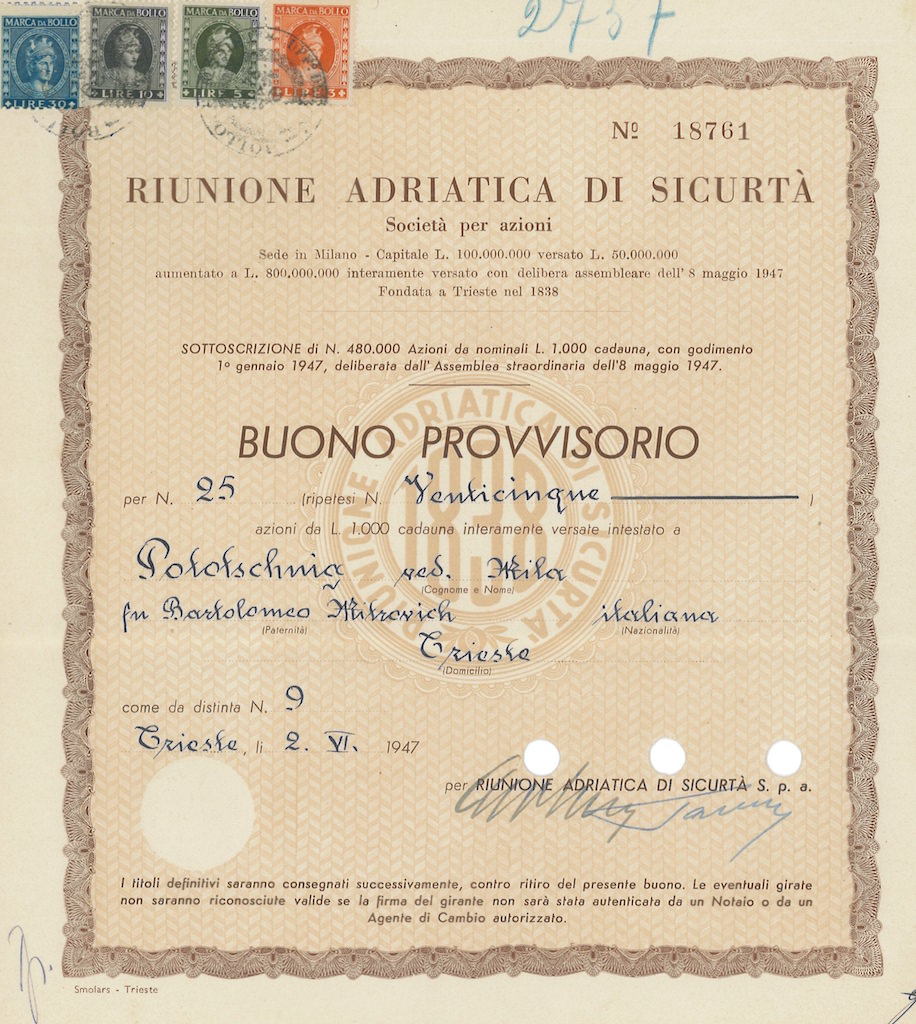 2737
MARCA DA BOLLO MARCA DA BOLLO MARCA DA BOLLO MARCA DA BOLLO
LIRE 30 LIRE 10 LIRE 5 LIRE 3
Nº 18761
RIUNIONE ADRIATICA DI SICURTÀ
Società per azioni
Sede in Milano - Capitale L. 100.000.000 versato L. 50.000.000
aumentato a L. 800.000.000 interamente versato con delibera assembleare dell' 8 maggio 1947
Fondata a Trieste nel 1838
SOTTOSCRIZIONE di N. 480.000 Azioni da nominali L. 1.000 cadauna, con godimento
1º gennaio 1947, deliberata dall' Assemblea straordinaria dell'8 maggio 1947.
RIUNIONE ADRIATICA DI SICURTÀ
1838
BUONO PROVVISORIO
per N. 25 (ripetesi N. Venticinque )
azioni da L. 1.000 cadauna interamente versate intestato a
Pototschnig ved. Mila
(Cognome e Nome)
fu Bartolomeo Mitrovich italiana
(Paternità) (Nazionalità)
Trieste
(Domicilio)
come da distinta N. 9
Trieste, li 2. VI. 1947
per RIUNIONE ADRIATICA DI SICURTÀ S. p. a.
I titoli definitivi saranno consegnati successivamente, contro ritiro del presente buono. Le eventuali girate
non saranno riconosciute valide se la firma del girante non sarà stata autenticata da un Notaio o da un
Agente di Cambio autorizzato.
Smolars - Trieste